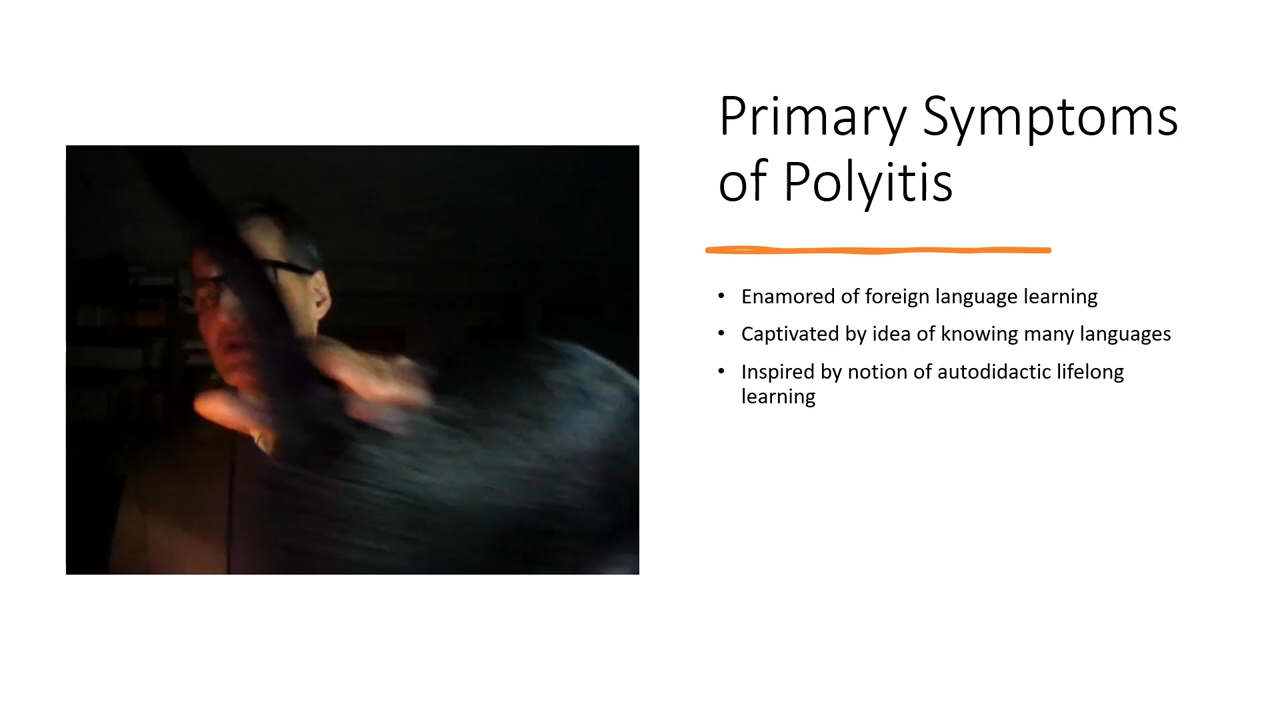 Primary Symptoms
of Polyitis
• Enamored of foreign language learning
• Captivated by idea of knowing many languages
• Inspired by notion of autodidactic lifelong
learning